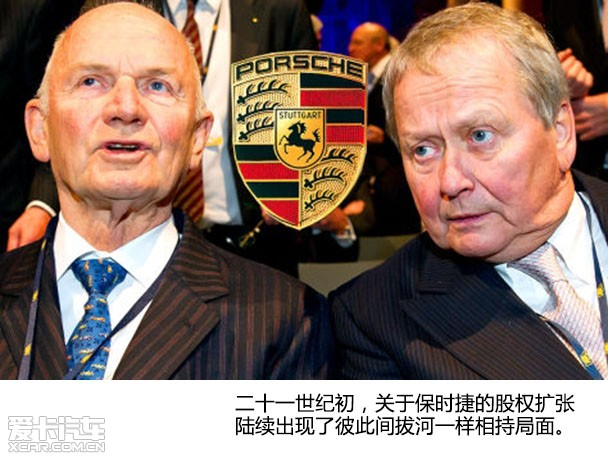 PORSCHE
STUTTGART
二十一世纪初，关于保时捷的股权扩张
陆续出现了彼此间拔河一样相持局面。
爱卡汽车
xcar.com.cn